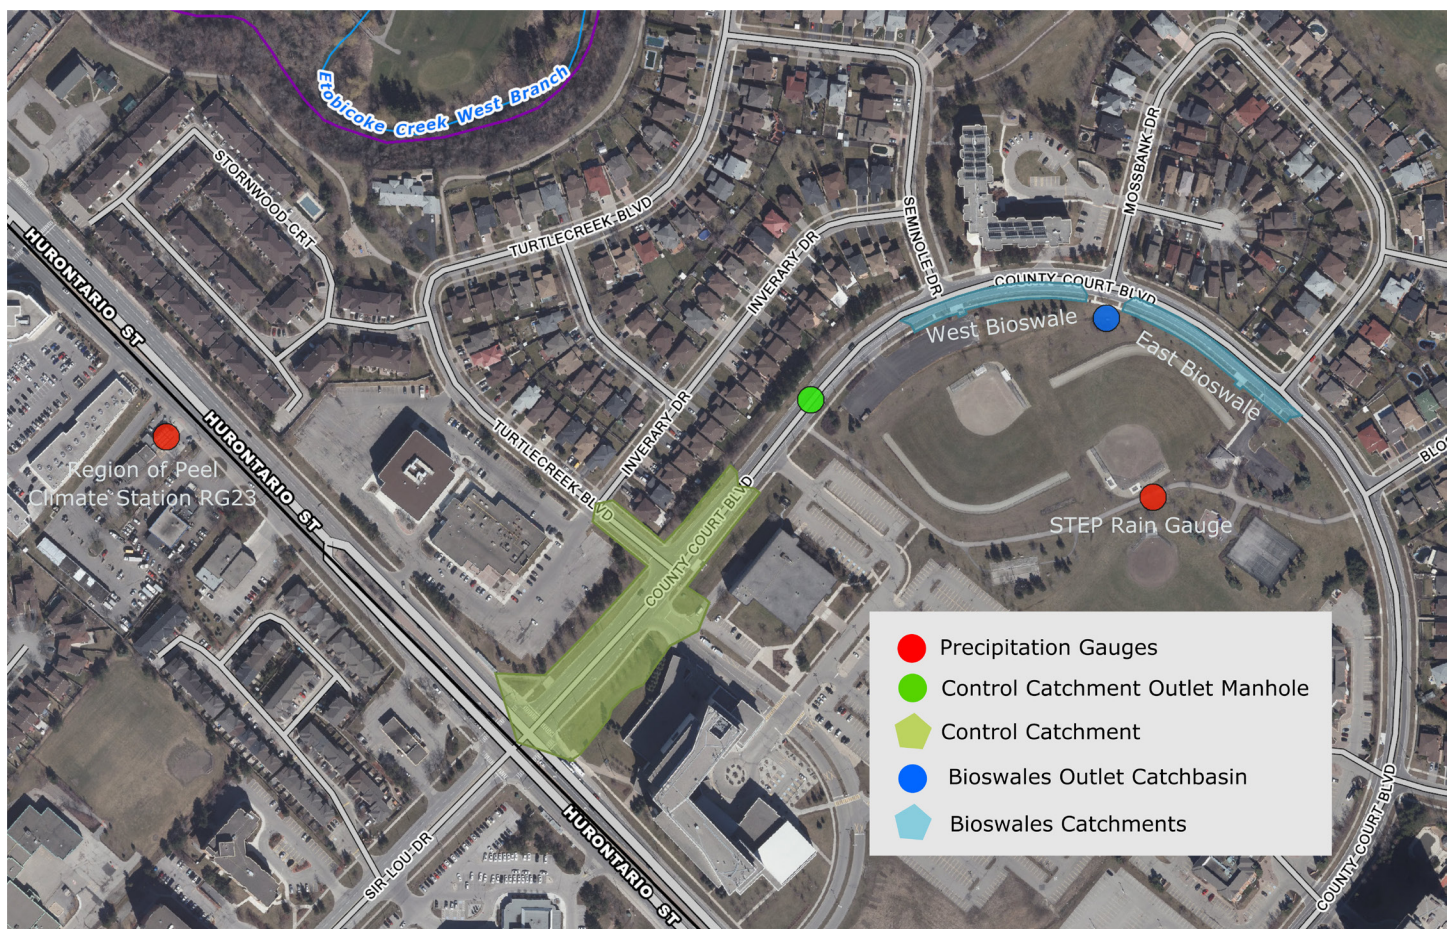 Etobicoke Creek West Branch
STORNWOOD-CRT
TURTLECREEK-BLVD
SEMINOLE-DR
MOSSBANK-DR
INVERARY-DR
HURONTARIO ST
COUNTY-COURT-BLVD
West Bioswale
East Bioswale
HURONTARIO ST
INVERARY-DR
TURTLECREEK-BLVD
Region of Peel
Climate Station RG23
COUNTY-COURT-BLVD
STEP Rain Gauge
BLO
Precipitation Gauges
Control Catchment Outlet Manhole
Control Catchment
Bioswales Outlet Catchbasin
Bioswales Catchments
HURONTARIO ST
SIR-LOU-DR
COUNTY-COURT-BLVD